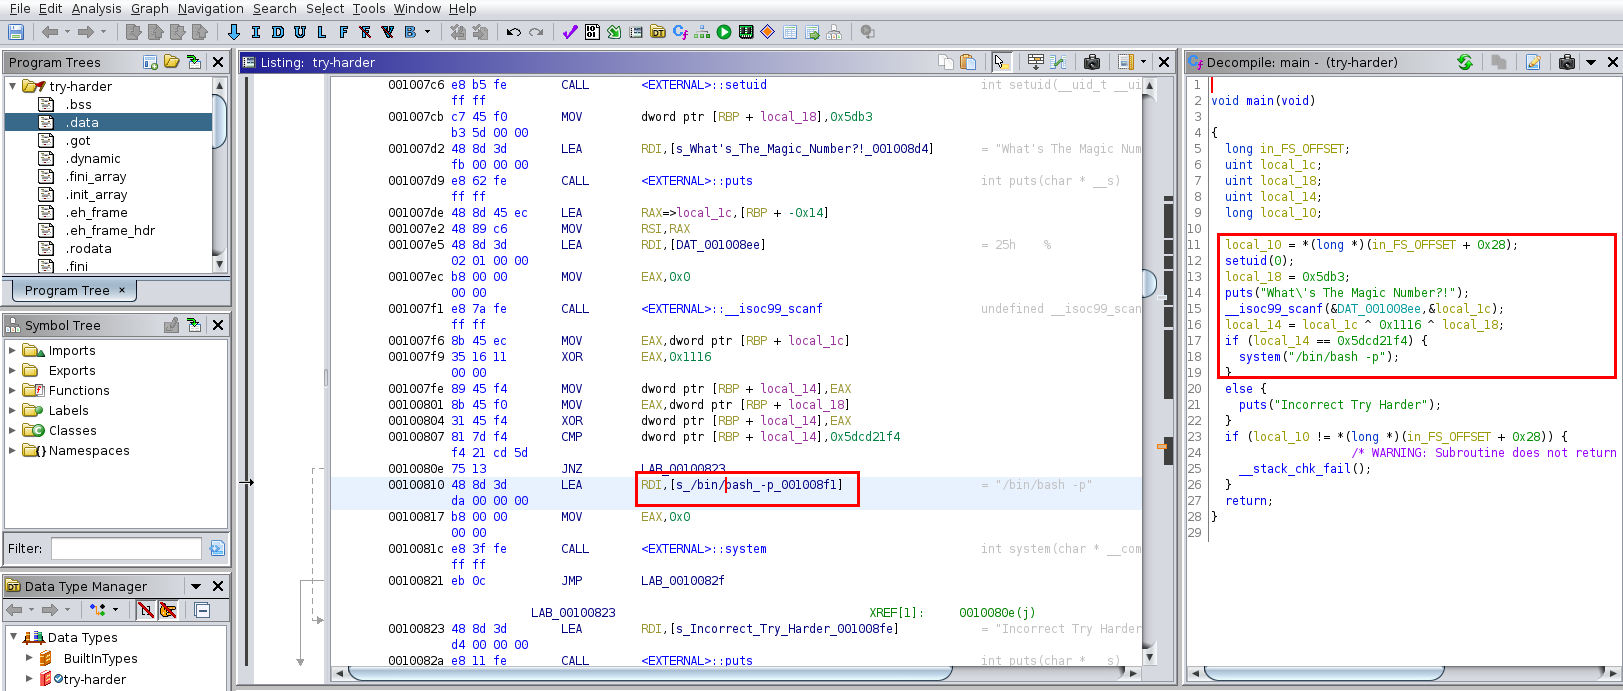 File Edit Analysis Graph Navigation Search Select Tools Window Help
I D U L F R V B
Program Trees
try-harder
.bss
.data
.got
.dynamic
.fini_array
.init_array
.eh_frame
.eh_frame_hdr
.rodata
.fini
Program Tree ×
Symbol Tree
Imports
Exports
Functions
Labels
Classes
Namespaces
Filter:
Data Type Manager
Data Types
BuiltInTypes
try-harder
Listing: try-harder
001007c6 e8 b5 fe CALL <EXTERNAL>::setuid int setuid(__uid_t __ui
ff ff
001007cb c7 45 f0 MOV dword ptr [RBP + local_18],0x5db3
b3 5d 00 00
001007d2 48 8d 3d LEA RDI,[s_What's_The_Magic_Number?!_001008d4] = "What's The Magic Num
fb 00 00 00
001007d9 e8 62 fe CALL <EXTERNAL>::puts int puts(char * __s)
ff ff
001007de 48 8d 45 ec LEA RAX=>local_1c,[RBP + -0x14]
001007e2 48 89 c6 MOV RSI,RAX
001007e5 48 8d 3d LEA RDI,[DAT_001008ee] = 25h %
02 01 00 00
001007ec b8 00 00 MOV EAX,0x0
00 00
001007f1 e8 7a fe CALL <EXTERNAL>::__isoc99_scanf undefined __isoc99_scan
ff ff
001007f6 8b 45 ec MOV EAX,dword ptr [RBP + local_1c]
001007f9 35 16 11 XOR EAX,0x1116
00 00
001007fe 89 45 f4 MOV dword ptr [RBP + local_14],EAX
00100801 8b 45 f0 MOV EAX,dword ptr [RBP + local_18]
00100804 31 45 f4 XOR dword ptr [RBP + local_14],EAX
00100807 81 7d f4 CMP dword ptr [RBP + local_14],0x5dcd21f4
f4 21 cd 5d
0010080e 75 13 JNZ LAB_00100823
00100810 48 8d 3d LEA RDI,[s_/bin/bash_-p_001008f1] = "/bin/bash -p"
da 00 00 00
00100817 b8 00 00 MOV EAX,0x0
00 00
0010081c e8 3f fe CALL <EXTERNAL>::system int system(char * __com
ff ff
00100821 eb 0c JMP LAB_0010082f
LAB_00100823 XREF[1]: 0010080e(j)
00100823 48 8d 3d LEA RDI,[s_Incorrect_Try_Harder_001008fe] = "Incorrect Try Harder
d4 00 00 00
0010082a e8 11 fe CALL <EXTERNAL>::puts int puts(char * __s)
Decompile: main - (try-harder)
1
2 void main(void)
3
4 {
5 long in_FS_OFFSET;
6 uint local_1c;
7 uint local_18;
8 uint local_14;
9 long local_10;
10
11 local_10 = *(long *)(in_FS_OFFSET + 0x28);
12 setuid(0);
13 local_18 = 0x5db3;
14 puts("What\'s The Magic Number?!");
15 __isoc99_scanf(&DAT_001008ee,&local_1c);
16 local_14 = local_1c ^ 0x1116 ^ local_18;
17 if (local_14 == 0x5dcd21f4) {
18 system("/bin/bash -p");
19 }
20 else {
21 puts("Incorrect Try Harder");
22 }
23 if (local_10 != *(long *)(in_FS_OFFSET + 0x28)) {
24 /* WARNING: Subroutine does not return
25 __stack_chk_fail();
26 }
27 return;
28 }
29